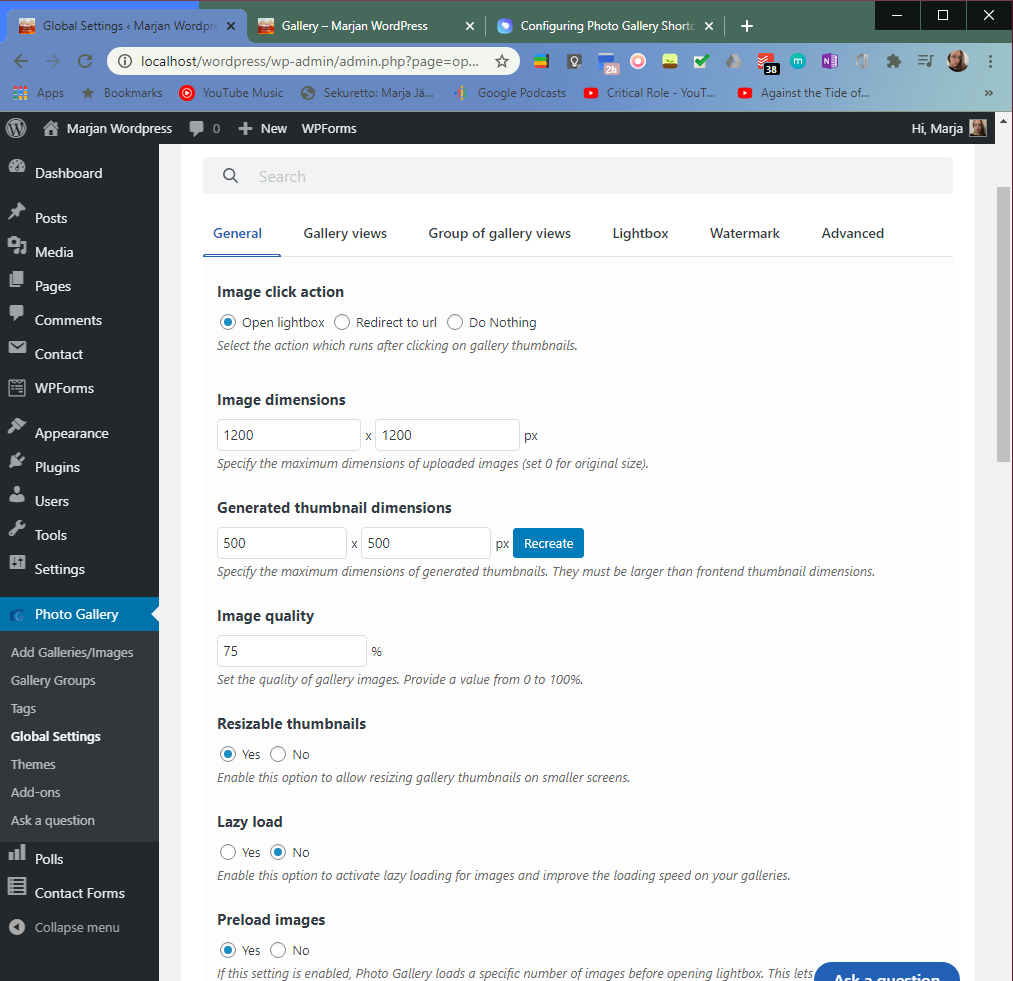 Global Settings ‹ Marjan WordPre
Gallery – Marjan WordPress
Configuring Photo Gallery Shortc
localhost/wordpress/wp-admin/admin.php?page=op...
2h
38
m
N
Apps
Bookmarks
YouTube Music
Sekuretto: Marja Jä...
Google Podcasts
Critical Role - YouT...
Against the Tide of...
»
Marjan Wordpress
0
New
WPForms
Hi, Marja
Dashboard
Posts
Media
Pages
Comments
Contact
WPForms
Appearance
Plugins
Users
Tools
Settings
Photo Gallery
Add Galleries/Images
Gallery Groups
Tags
Global Settings
Themes
Add-ons
Ask a question
Polls
Contact Forms
Collapse menu
Search
General
Gallery views
Group of gallery views
Lightbox
Watermark
Advanced
Image click action
Open lightbox Redirect to url Do Nothing
Select the action which runs after clicking on gallery thumbnails.
Image dimensions
1200 x 1200 px
Specify the maximum dimensions of uploaded images (set 0 for original size).
Generated thumbnail dimensions
500 x 500 px Recreate
Specify the maximum dimensions of generated thumbnails. They must be larger than frontend thumbnail dimensions.
Image quality
75 %
Set the quality of gallery images. Provide a value from 0 to 100%.
Resizable thumbnails
Yes No
Enable this option to allow resizing gallery thumbnails on smaller screens.
Lazy load
Yes No
Enable this option to activate lazy loading for images and improve the loading speed on your galleries.
Preload images
Yes No
If this setting is enabled, Photo Gallery loads a specific number of images before opening lightbox. This lets
Ask a question